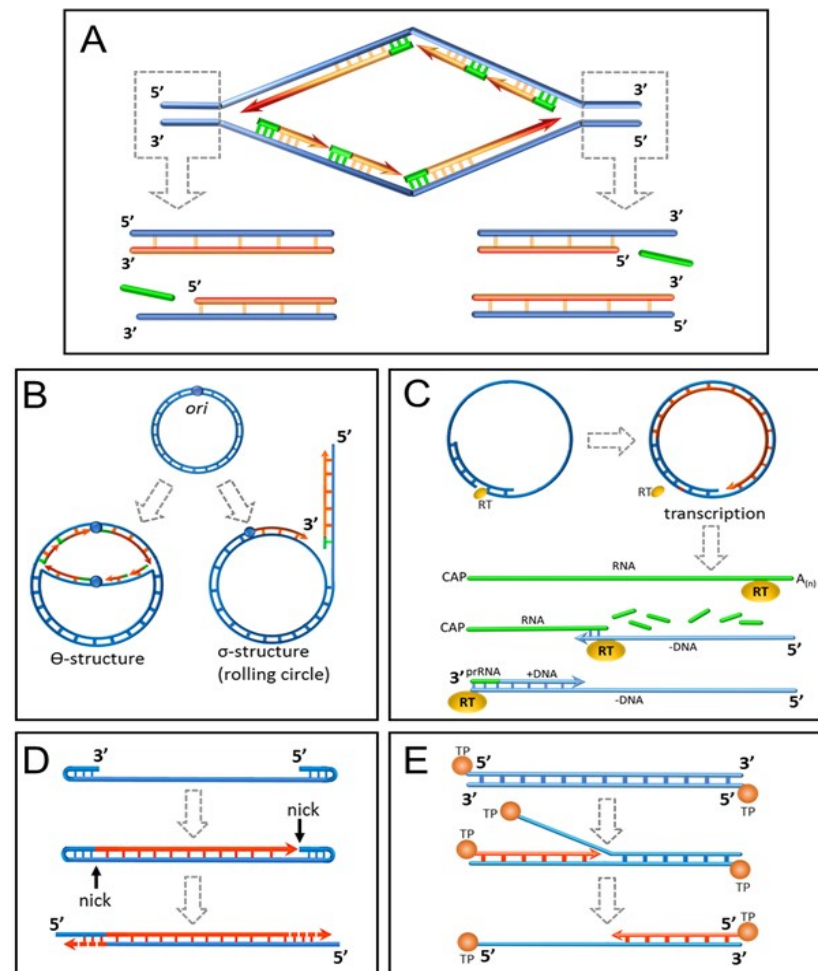 A
5’
3’
3’
5’
5’
3’
3’
5’
5’
3’
3’
5’
3’
5’
B
ori
5’
3’
Ɵ-structure
σ-structure
(rolling circle)
C
RT
RT
transcription
CAP
RNA
A(n)
RT
CAP
RNA
-DNA
5’
RT
3’
prRNA
+DNA
RT
-DNA
5’
D
3’
5’
nick
nick
5’
3’
E
TP
5’
3’
3’
5’
TP
TP
TP
TP
5’
TP
TP
5’
3’